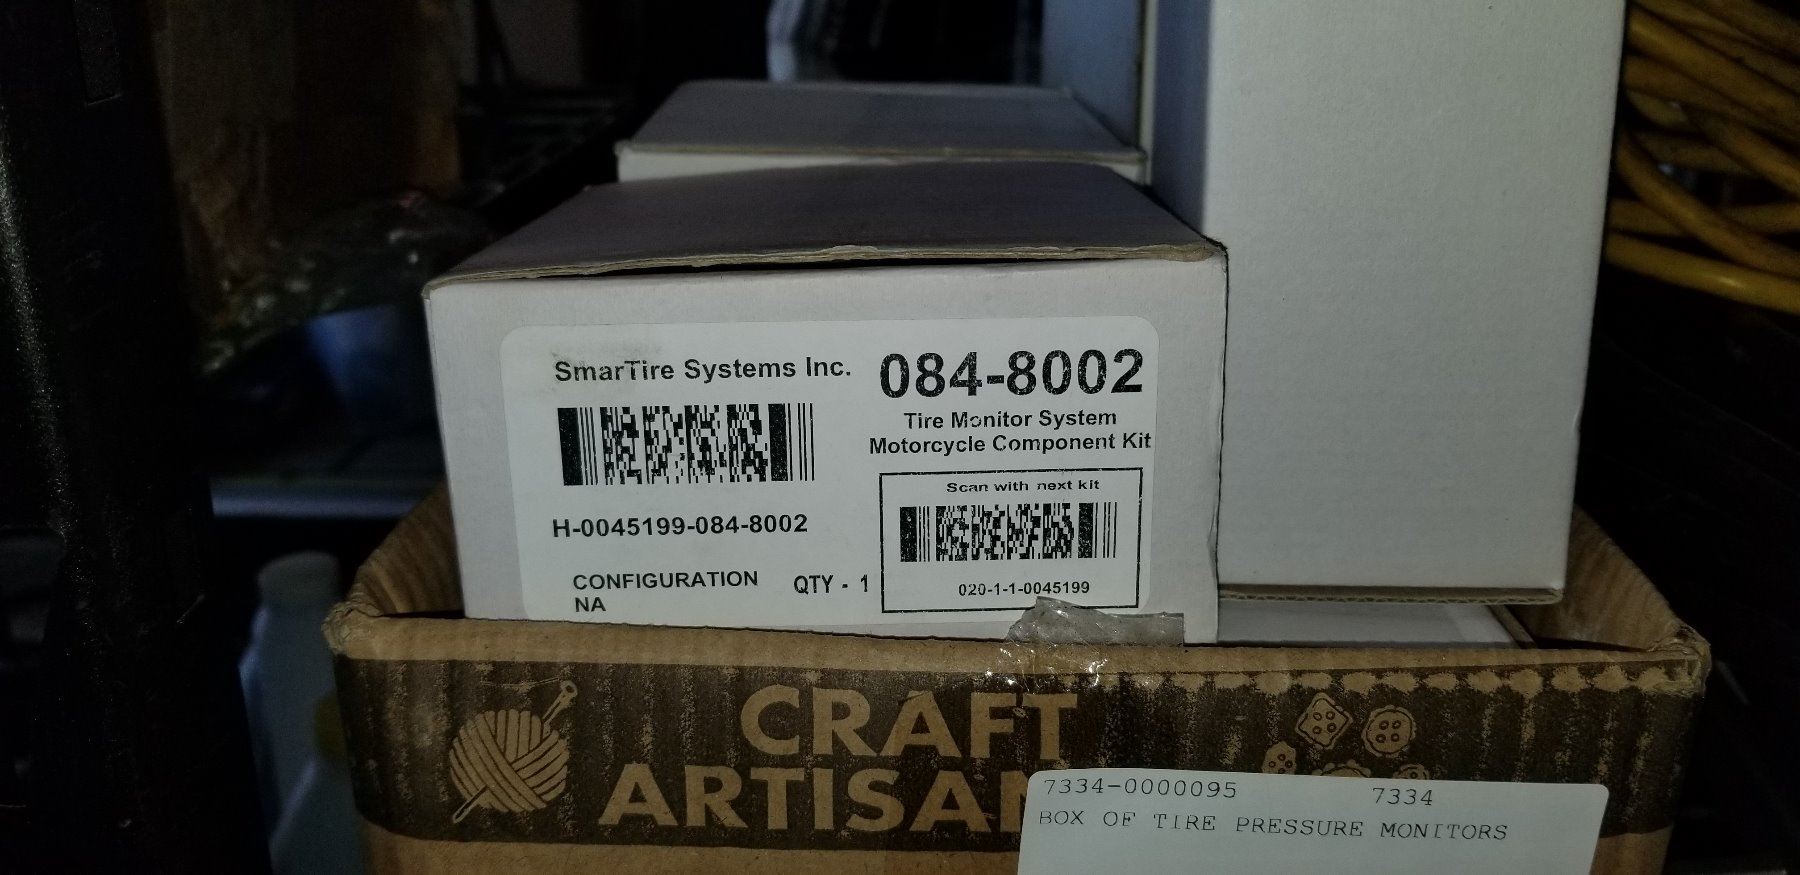 SmarTire Systems Inc.
084-8002
Tire Monitor System
Motorcycle Component Kit
Scan with next kit
H-0045199-084-8002
CONFIGURATION
NA
QTY - 1
020-1-1-0045199
CRAFT
ARTISAN
7334-0000095 7334
BOX OF TIRE PRESSURE MONITORS